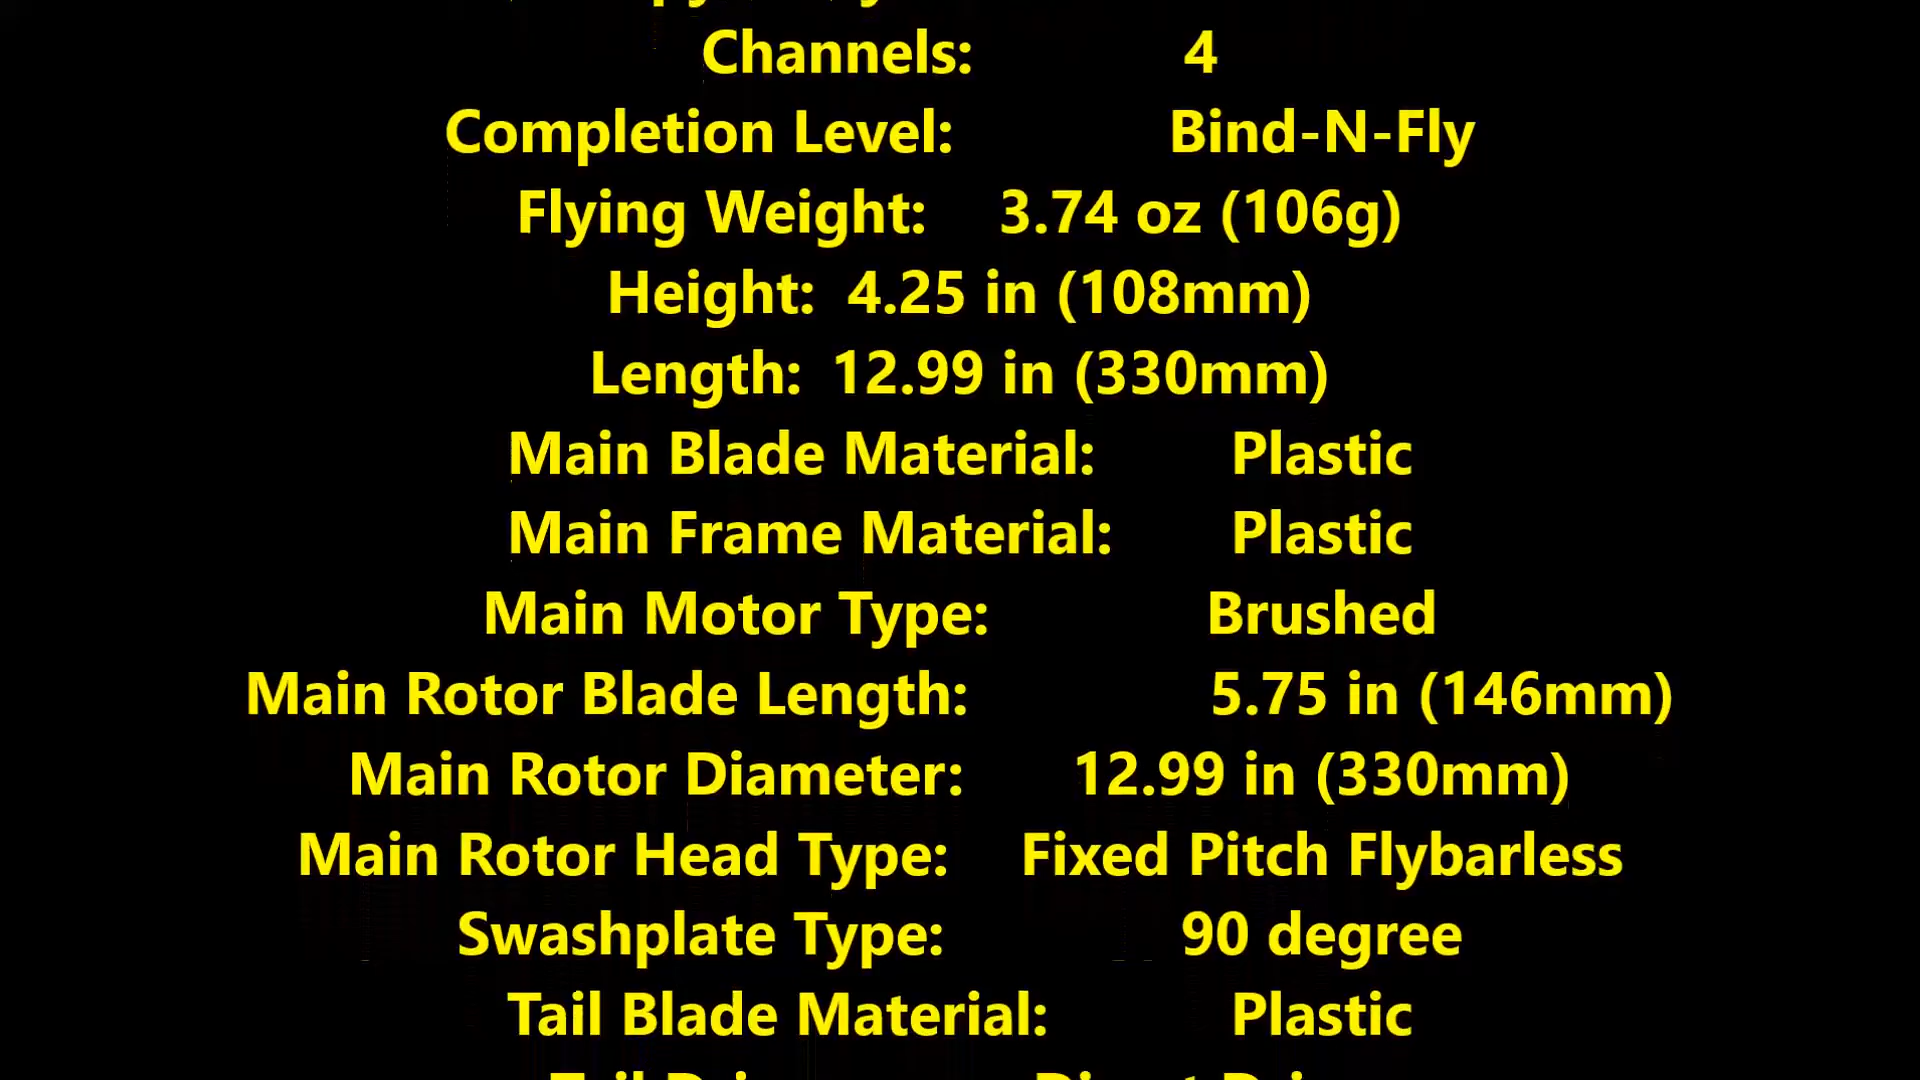 Channels: 4
Completion Level: Bind-N-Fly
Flying Weight: 3.74 oz (106g)
Height: 4.25 in (108mm)
Length: 12.99 in (330mm)
Main Blade Material: Plastic
Main Frame Material: Plastic
Main Motor Type: Brushed
Main Rotor Blade Length: 5.75 in (146mm)
Main Rotor Diameter: 12.99 in (330mm)
Main Rotor Head Type: Fixed Pitch Flybarless
Swashplate Type: 90 degree
Tail Blade Material: Plastic